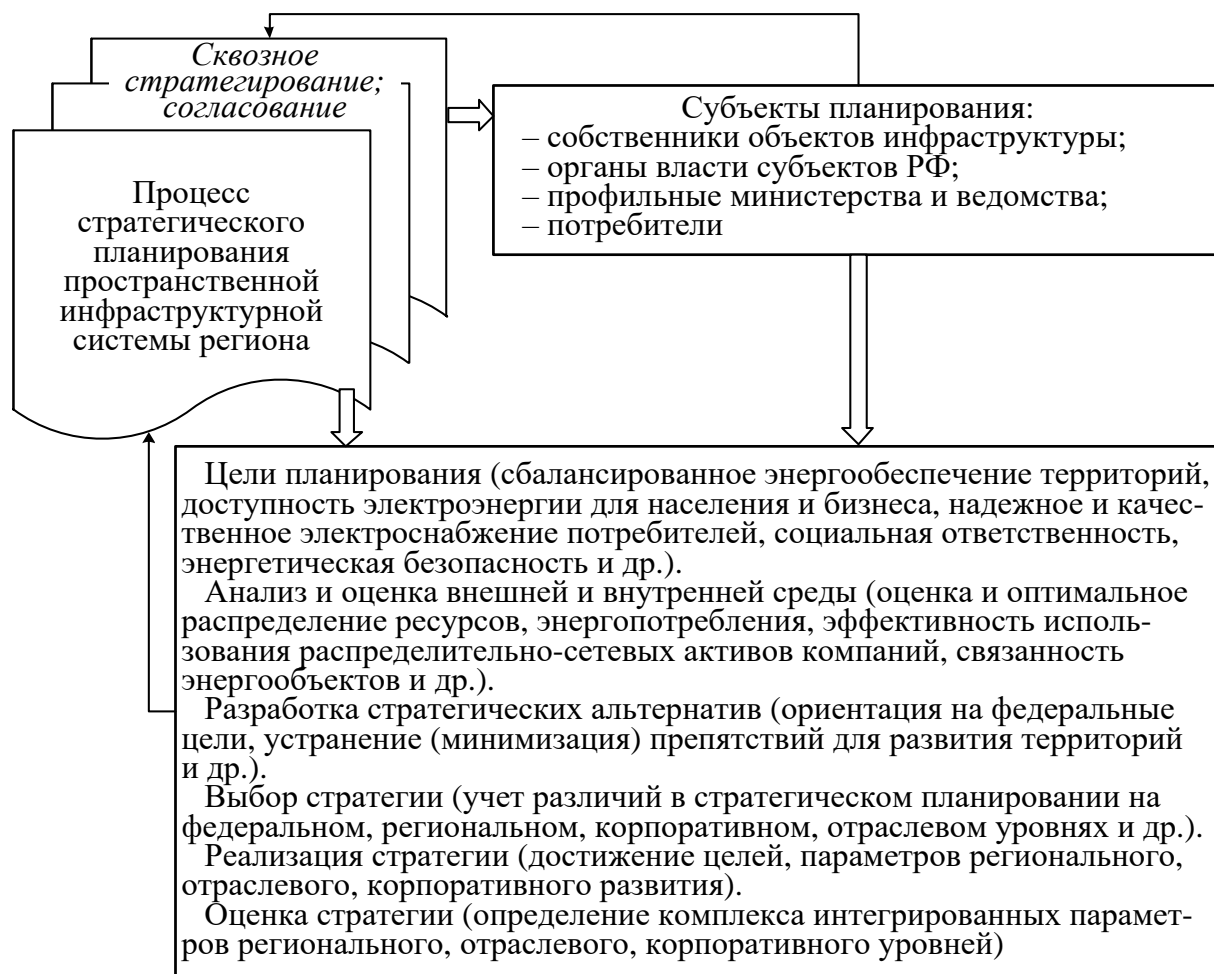 Сквозное
стратегирование;
согласование
Процесс
стратегического
планирования
пространственной
инфраструктурной
системы региона
Субъекты планирования:
– собственники объектов инфраструктуры;
– органы власти субъектов РФ;
– профильные министерства и ведомства;
– потребители
Цели планирования (сбалансированное энергообеспечение территорий,
доступность электроэнергии для населения и бизнеса, надежное и качес-
твенное электроснабжение потребителей, социальная ответственность,
энергетическая безопасность и др.).
Анализ и оценка внешней и внутренней среды (оценка и оптимальное
распределение ресурсов, энергопотребления, эффективность исполь-
зования распределительно-сетевых активов компаний, связанность
энергообъектов и др.).
Разработка стратегических альтернатив (ориентация на федеральные
цели, устранение (минимизация) препятствий для развития территорий
и др.).
Выбор стратегии (учет различий в стратегическом планировании на
федеральном, региональном, корпоративном, отраслевом уровнях и др.).
Реализация стратегии (достижение целей, параметров регионального,
отраслевого, корпоративного развития).
Оценка стратегии (определение комплекса интегрированных парамет-
ров регионального, отраслевого, корпоративного уровней)